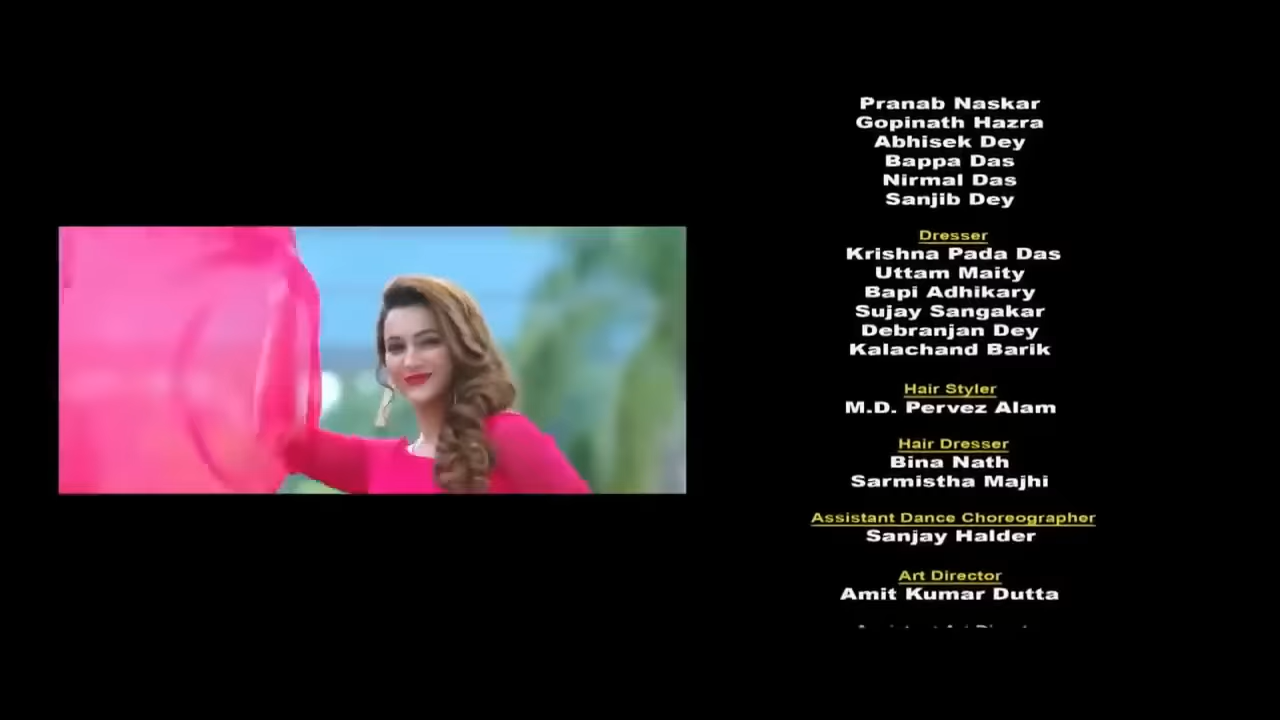 Pranab Naskar
Gopinath Hazra
Abhisek Dey
Bappa Das
Nirmal Das
Sanjib Dey
Dresser
Krishna Pada Das
Uttam Maity
Bapi Adhikary
Sujay Sangakar
Debranjan Dey
Kalachand Barik
Hair Styler
M.D. Pervez Alam
Hair Dresser
Bina Nath
Sarmistha Majhi
Assistant Dance Choreographer
Sanjay Halder
Art Director
Amit Kumar Dutta